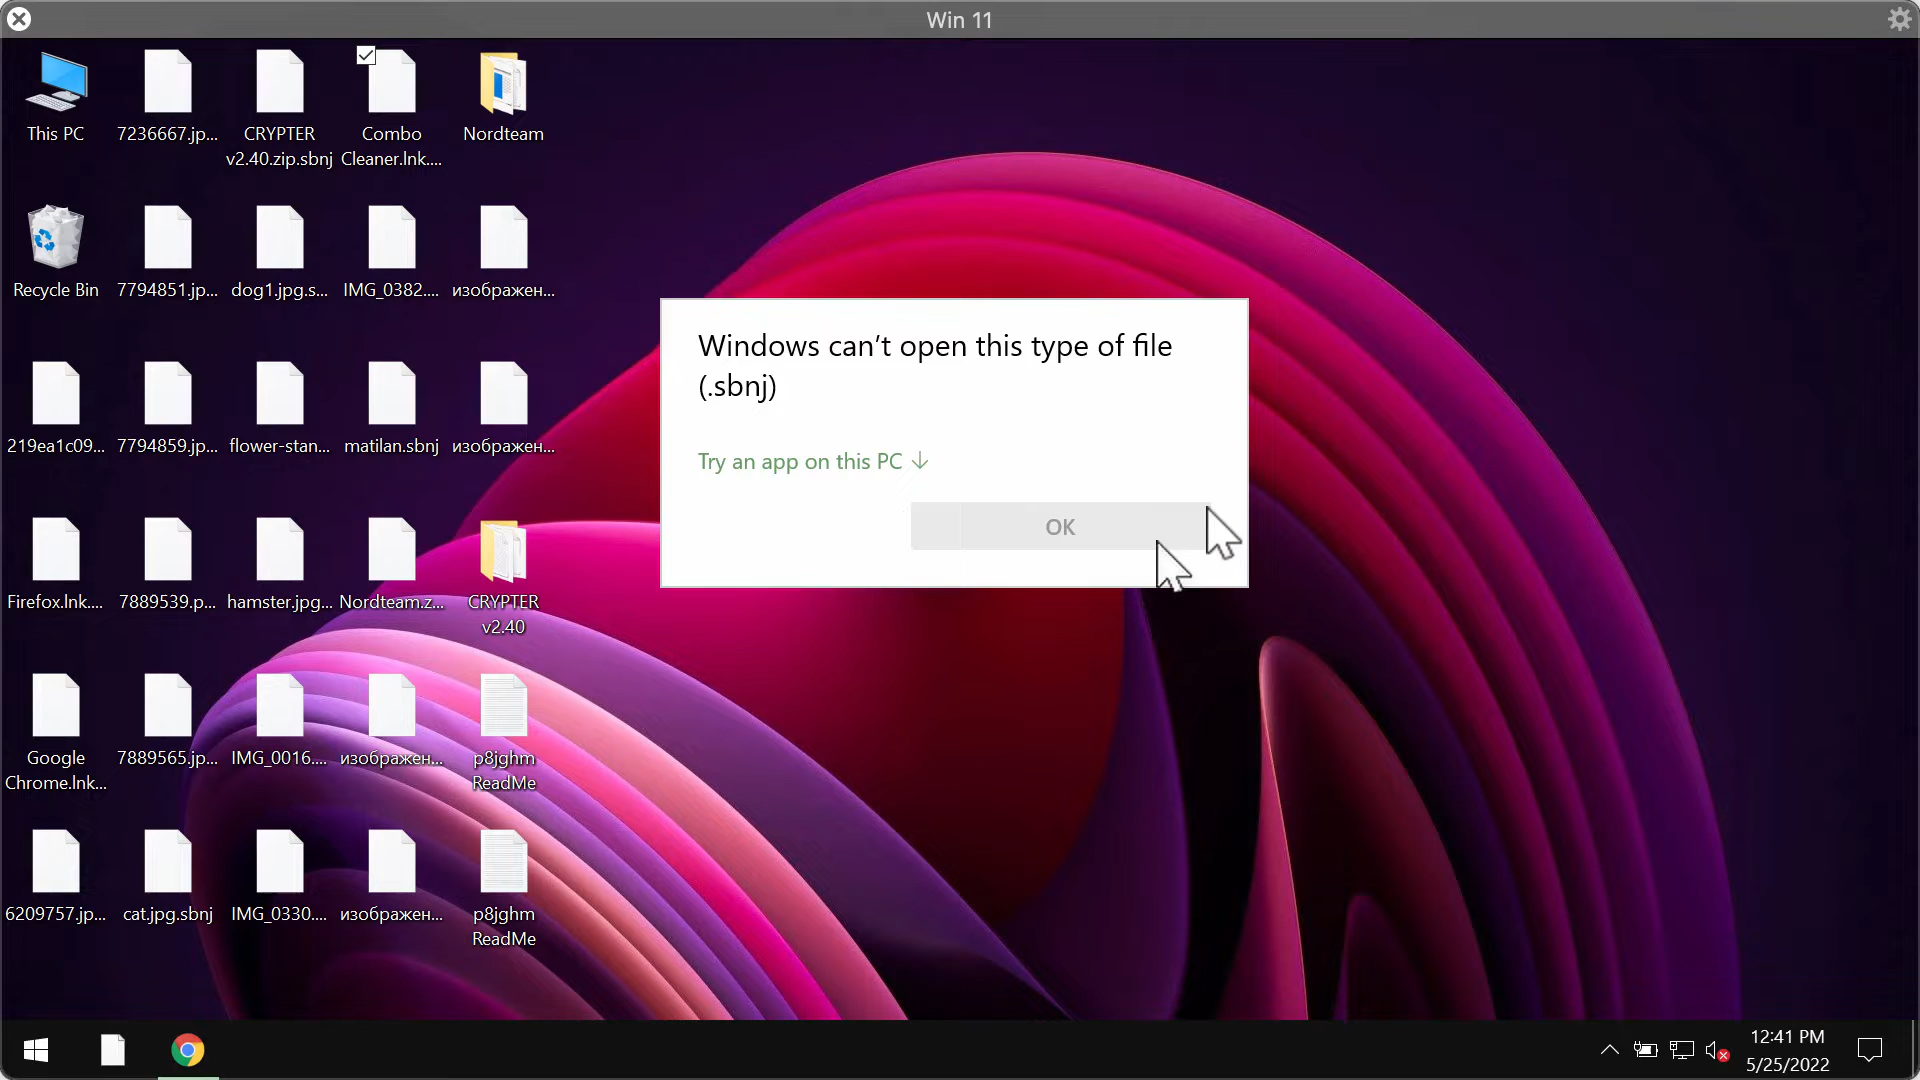 Win 11
This PC
7236667.jp...
CRYPTER
v2.40.zip.sbnj
Combo
Cleaner.lnk....
Nordteam
Recycle Bin
7794851.jp...
dog1.jpg.s...
IMG_0382....
изображен...
219ea1c09...
7794859.jp...
flower-stan...
matilan.sbnj
изображен...
Windows can't open this type of file
(.sbnj)
Try an app on this PC
OK
Firefox.lnk....
7889539.p...
hamster.jpg...
Nordteam.z...
CRYPTER
v2.40
Google
Chrome.lnk...
7889565.jp...
IMG_0016....
изображен...
p8jghm
ReadMe
6209757.jp...
cat.jpg.sbnj
IMG_0330....
изображен...
p8jghm
ReadMe
12:41 PM
5/25/2022